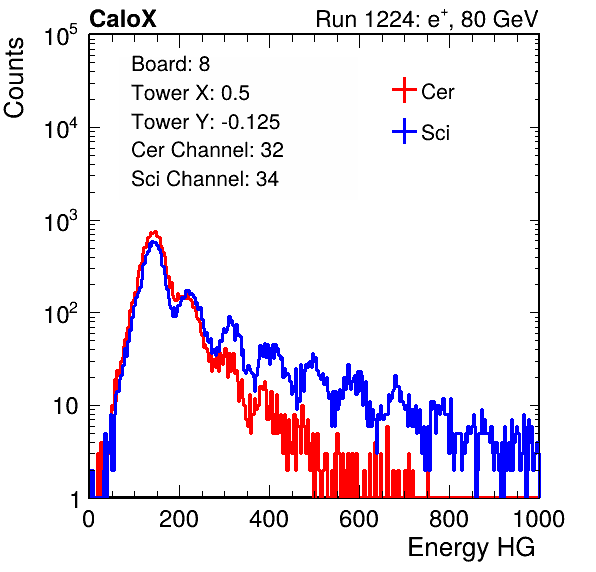 CaloX Run 1224: e⁺, 80 GeV
Counts
10⁵
10⁴
10³
10²
10
1
Board: 8
Tower X: 0.5
Tower Y: -0.125
Cer Channel: 32
Sci Channel: 34
Cer
Sci
0 200 400 600 800 1000
Energy HG